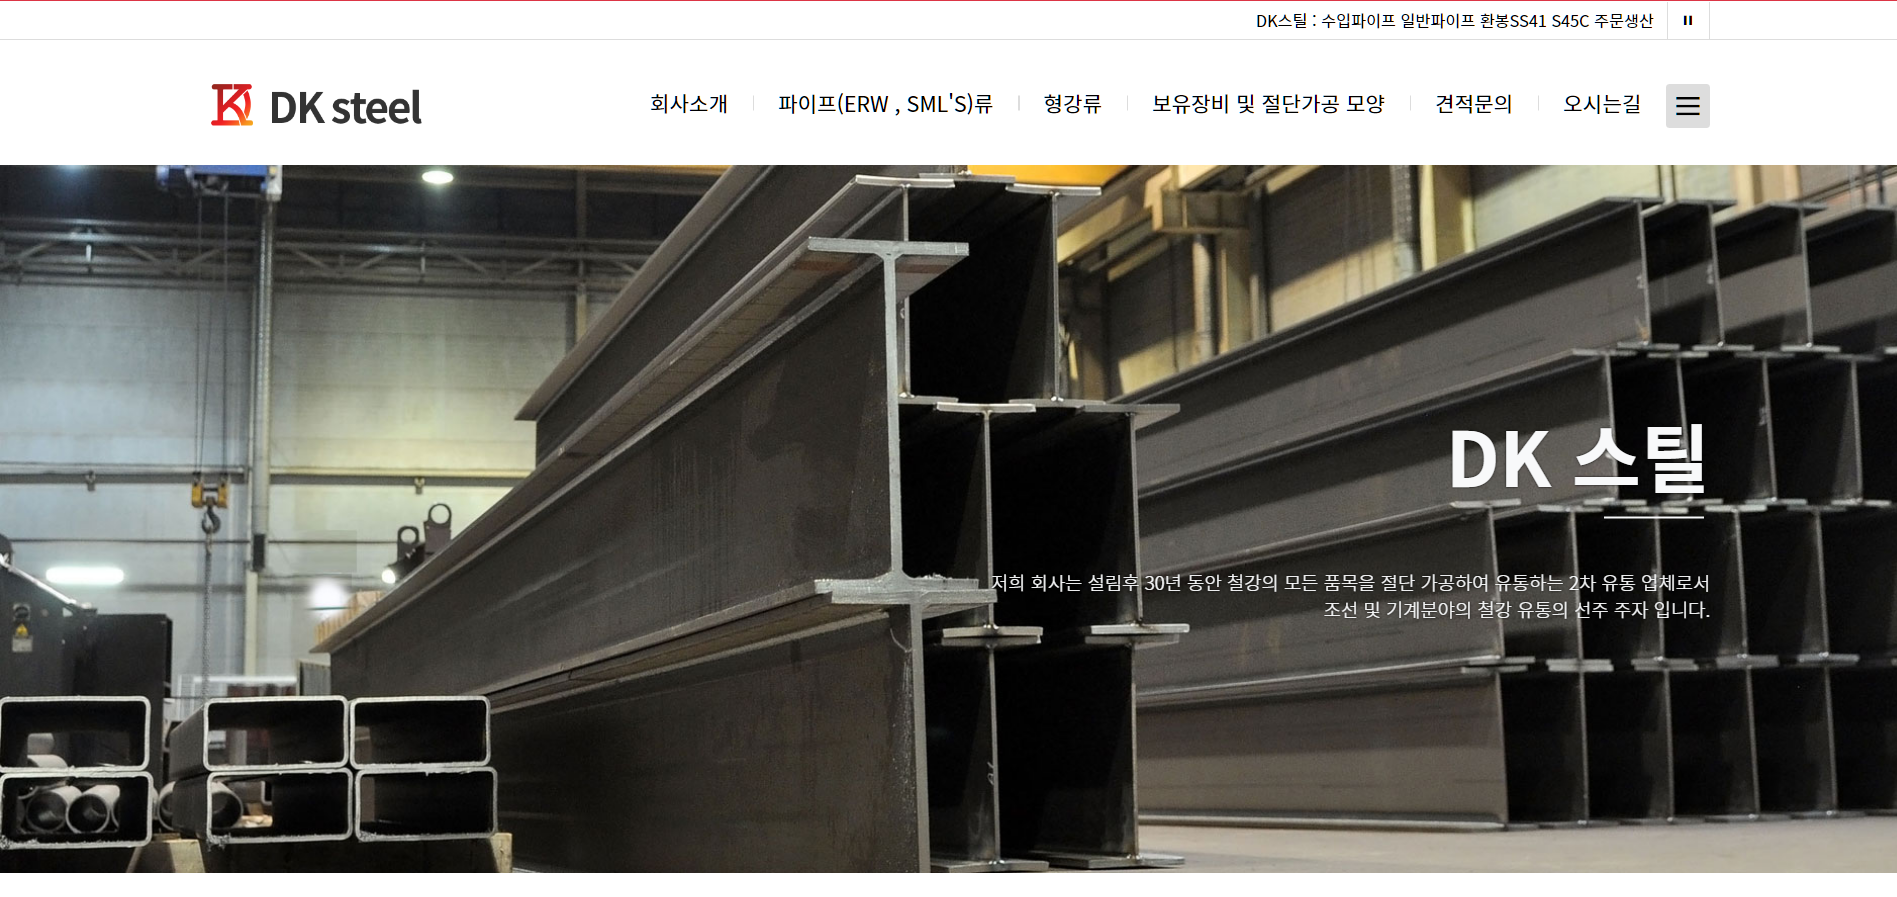 DK스틸 : 수입파이프 일반파이프 환봉SS41 S45C 주문생산
DK steel
회사소개
파이프(ERW , SML'S)류
형강류
보유장비 및 절단가공 모양
견적문의
오시는길
DK 스틸
저희 회사는 설립후 30년 동안 철강의 모든 품목을 절단 가공하여 유통하는 2차 유통 업체로서
조선 및 기계분야의 철강 유통의 선주 주자 입니다.